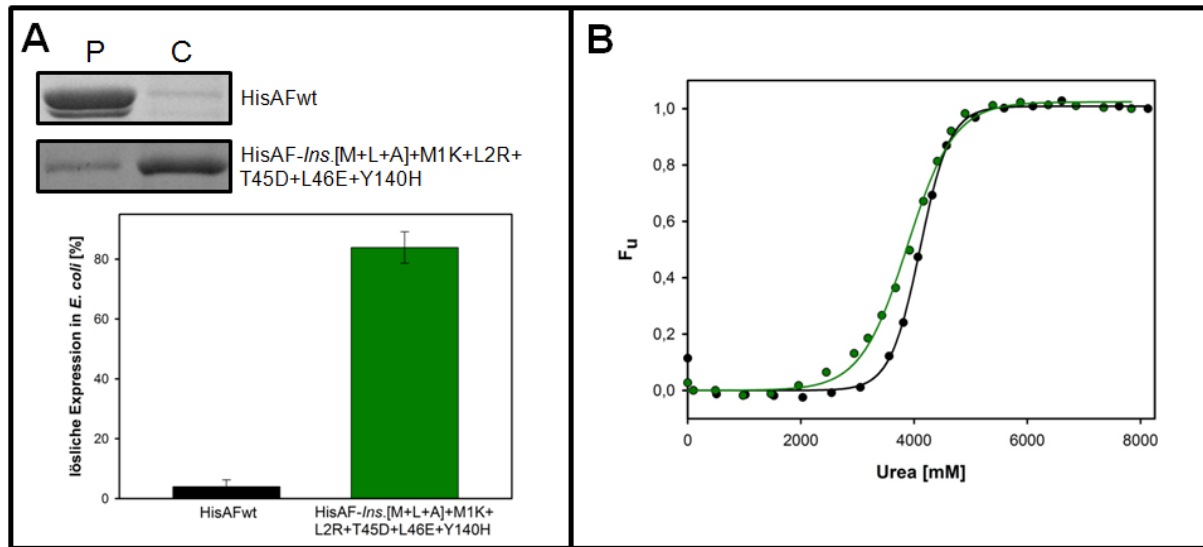 A
P C
HisAFwt
HisAF-Ins.[M+L+A]+M1K+L2R+
T45D+L46E+Y140H
lösliche Expression in E. coli [%]
80
60
40
20
0
HisAFwt
HisAF-Ins.[M+L+A]+M1K+
L2R+T45D+L46E+Y140H
B
Fu
1,0
0,8
0,6
0,4
0,2
0,0
0 2000 4000 6000 8000
Urea [mM]